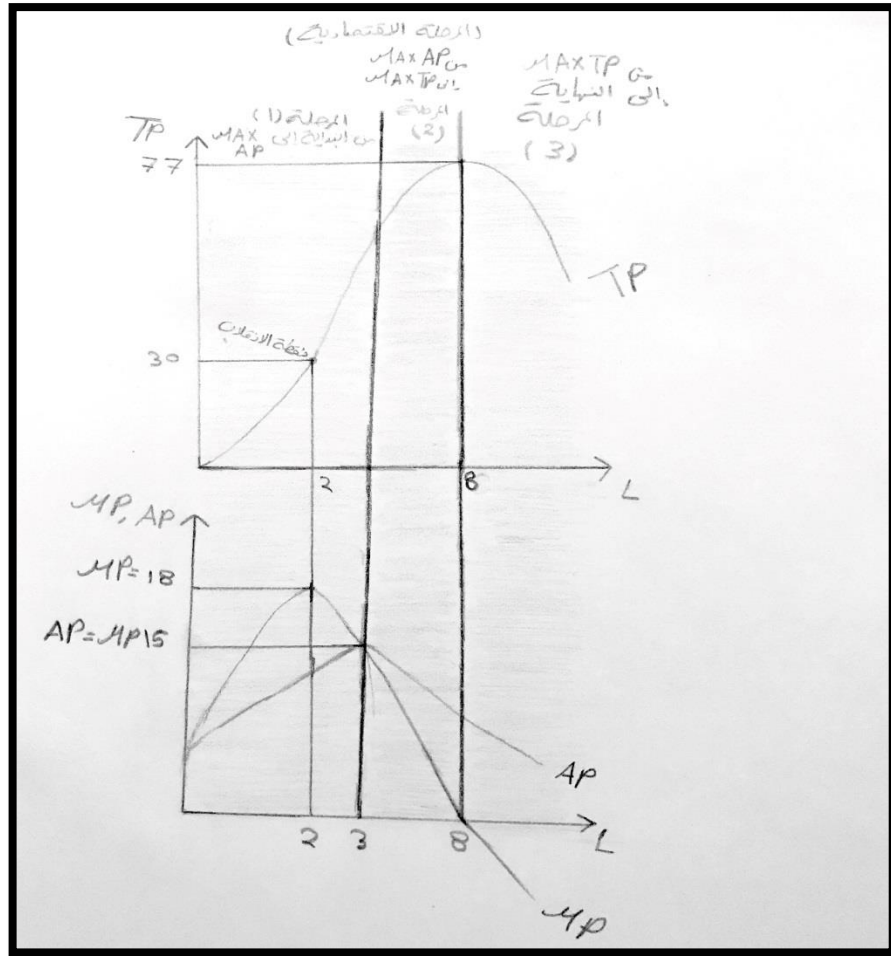 (المرحلة الاقتصادية)
من MAX AP
إلى MAX TP
المرحلة
(2)
من MAX TP
إلى النهاية
المرحلة
(3)
المرحلة (1)
من البداية إلى MAX
AP
TP
77
30
نقطة الانقلاب
TP
2
8
L
MP, AP
MP=18
AP=MP15
AP
2
3
8
L
MP